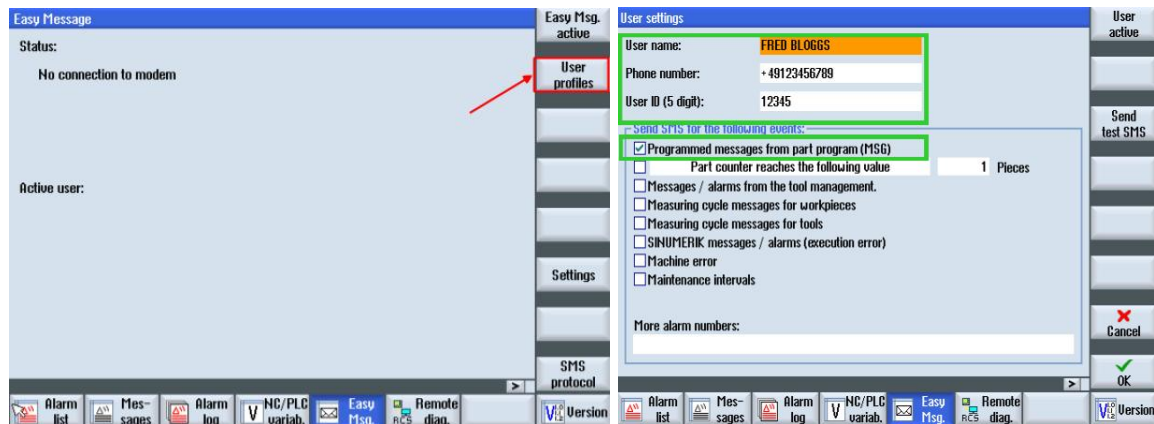 Easy Message
Status:
No connection to modem
Active user:
Easy Msg.
active
User
profiles
Settings
SMS
protocol
>
Alarm
list
Mes-
sages
Alarm
log
NC/PLC
variab.
Easy
Msg.
RCS
Remote
diag.
Version
User settings
User name: FRED BLOGGS
Phone number: +49123456789
User ID (5 digit): 12345
Send SMS for the following events:
Programmed messages from part program (MSG)
Part counter reaches the following value 1 Pieces
Messages / alarms from the tool management.
Measuring cycle messages for workpieces
Measuring cycle messages for tools
SINUMERIK messages / alarms (execution error)
Machine error
Maintenance intervals
More alarm numbers:
User
active
Send
test SMS
Cancel
OK
>
Alarm
list
Mes-
sages
Alarm
log
NC/PLC
variab.
Easy
Msg.
RCS
Remote
diag.
Version